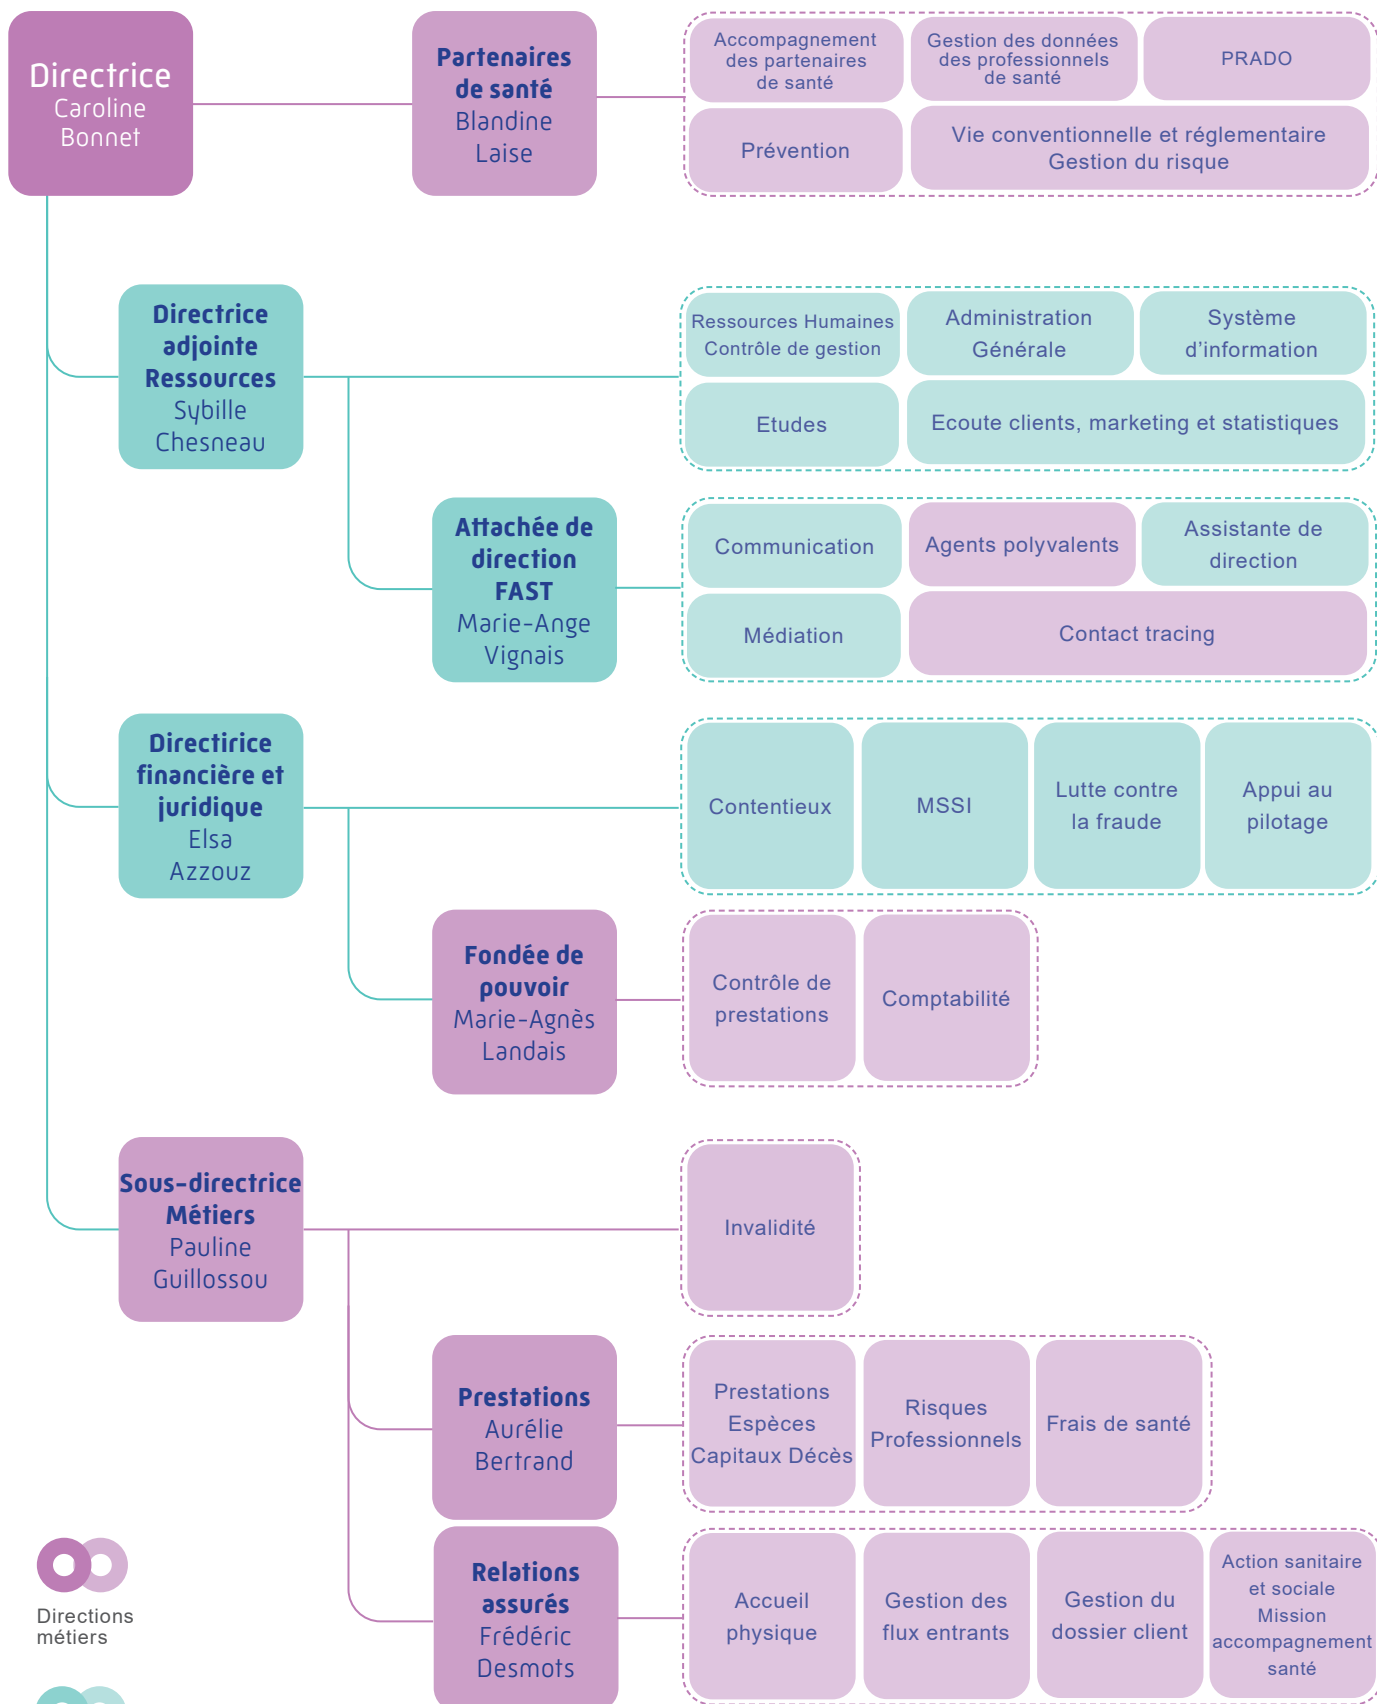 Directrice
Caroline
Bonnet
Partenaires
de santé
Blandine
Laise
Accompagnement
des partenaires
de santé
Gestion des données
des professionnels
de santé
PRADO
Prévention
Vie conventionnelle et réglementaire
Gestion du risque
Directrice
adjointe
Ressources
Sybille
Chesneau
Ressources Humaines
Contrôle de gestion
Administration
Générale
Système
d'information
Etudes
Ecoute clients, marketing et statistiques
Attachée de
direction
FAST
Marie-Ange
Vignais
Communication
Agents polyvalents
Assistante de
direction
Médiation
Contact tracing
Directirice
financière et
juridique
Elsa
Azzouz
Contentieux
MSSI
Lutte contre
la fraude
Appui au
pilotage
Fondée de
pouvoir
Marie-Agnès
Landais
Contrôle de
prestations
Comptabilité
Sous-directrice
Métiers
Pauline
Guillossou
Invalidité
Prestations
Aurélie
Bertrand
Prestations
Espèces
Capitaux Décès
Risques
Professionnels
Frais de santé
Relations
assurés
Frédéric
Desmots
Accueil
physique
Gestion des
flux entrants
Gestion du
dossier client
Action sanitaire
et sociale
Mission
accompagnement
santé
Directions
métiers